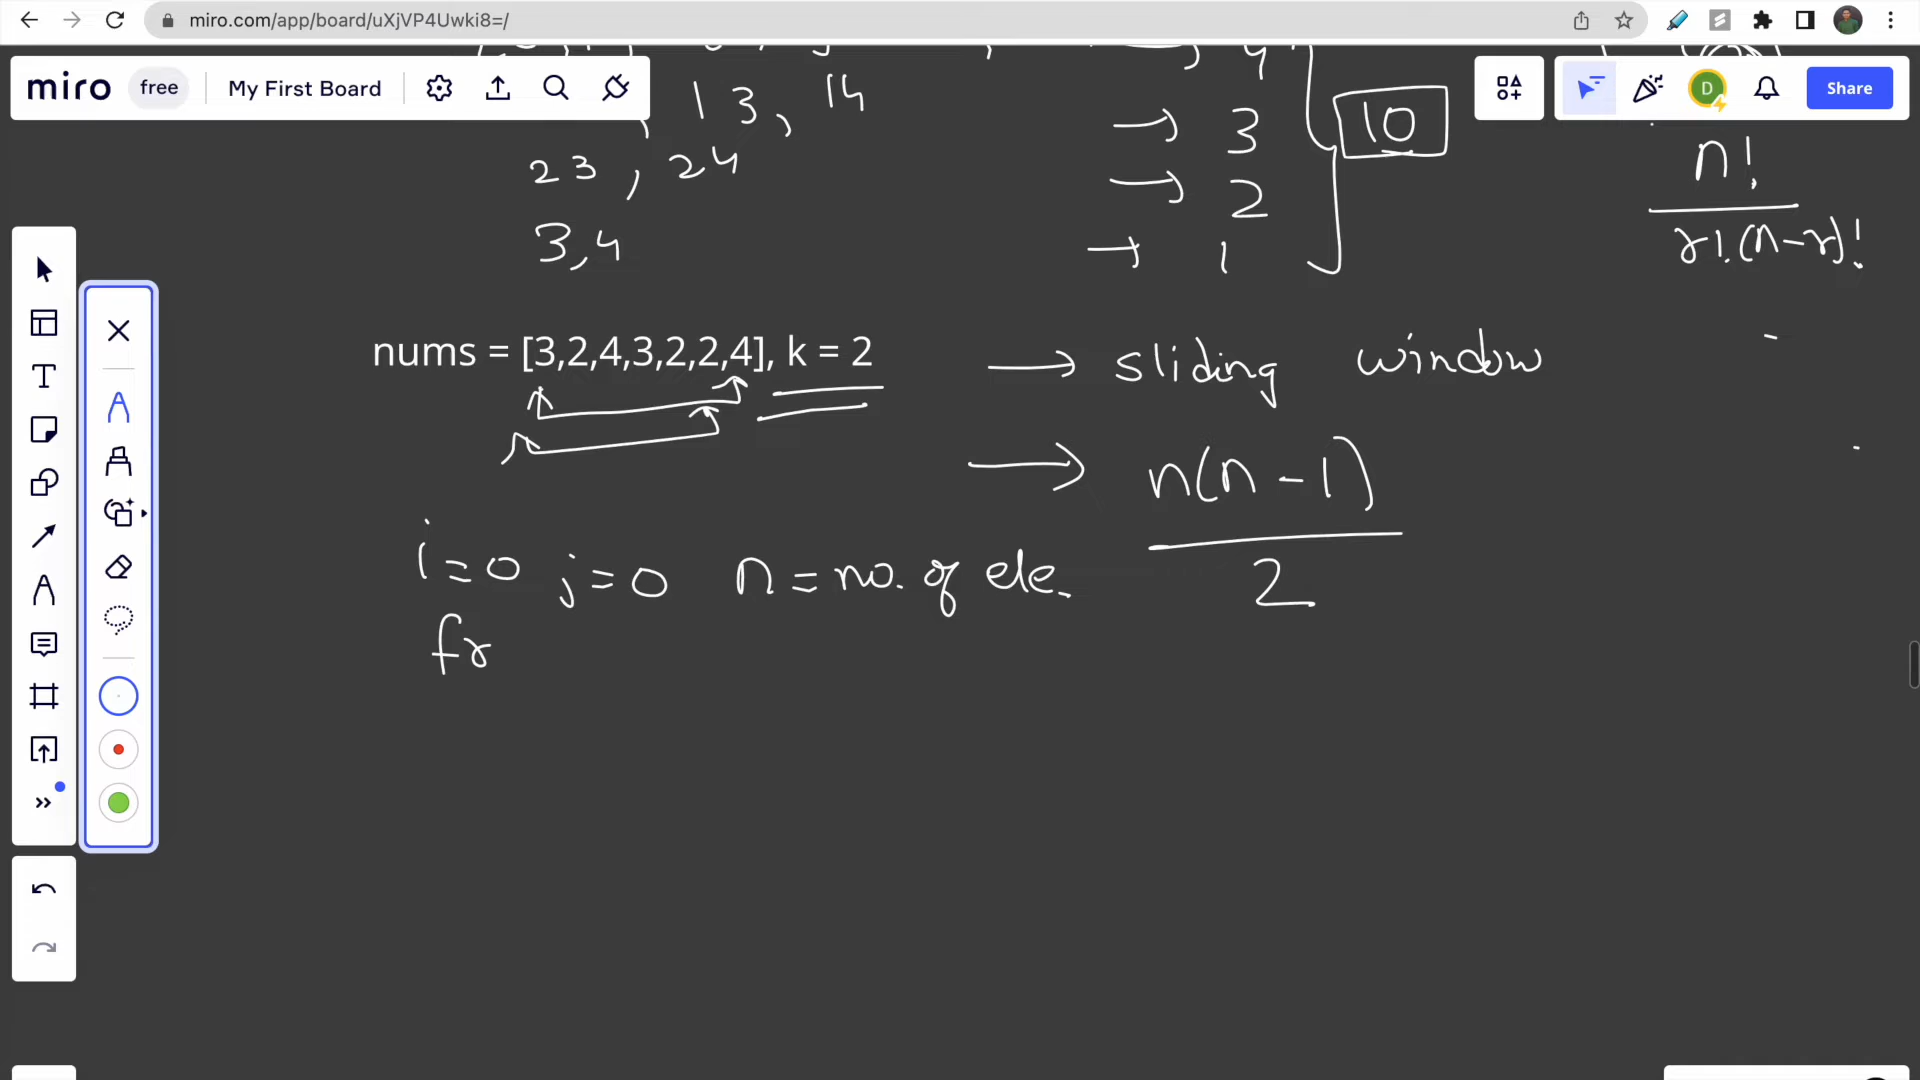 miro.com/app/board/uXjVP4Uwki8=/
miro free My First Board
D Share
13, 14
23, 24
3,4
→ 3
→ 2
→ 1
10
n!
r!.(n-r)!
nums = [3,2,4,3,2,2,4], k = 2
→ sliding window
→ n(n-1)
2
i=0 j=0 n=no. of ele.
fr